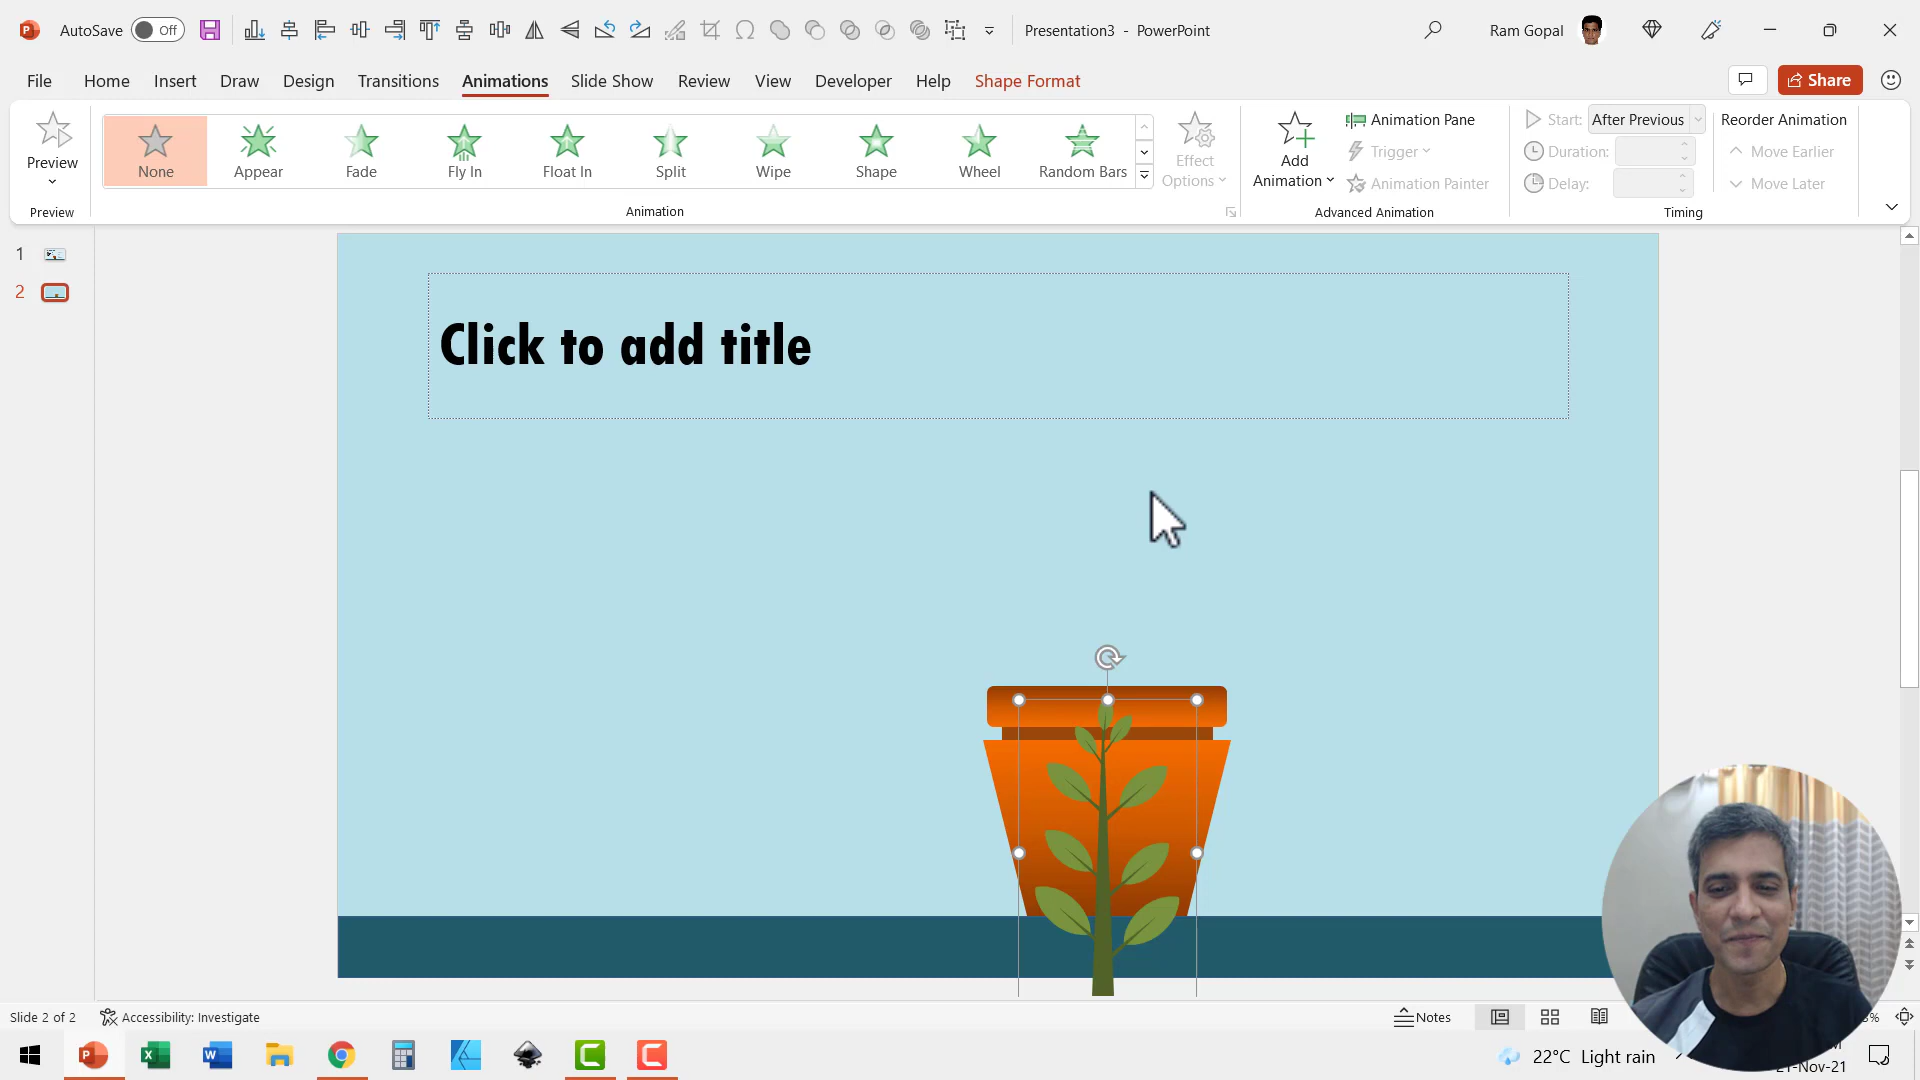 AutoSave Off Presentation3 - PowerPoint Ram Gopal
File Home Insert Draw Design Transitions Animations Slide Show Review View Developer Help Shape Format Share
Preview
None
Appear
Fade
Fly In
Float In
Split
Wipe
Shape
Wheel
Random Bars
Effect
Options
Add
Animation
Animation Pane
Trigger
Animation Painter
Start: After Previous
Duration:
Delay:
Reorder Animation
Move Earlier
Move Later
Preview
Animation
Advanced Animation
Timing
1
2
Click to add title
Slide 2 of 2 Accessibility: Investigate Notes
22°C Light rain
21-Nov-21